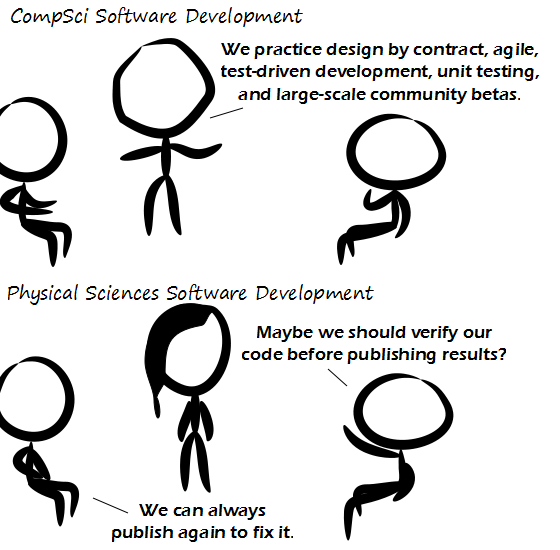 CompSci Software Development
We practice design by contract, agile,
test-driven development, unit testing,
and large-scale community betas.
Physical Sciences Software Development
Maybe we should verify our
code before publishing results?
We can always
publish again to fix it.